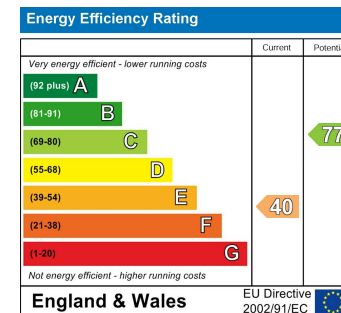 Energy Efficiency Rating
Current
Very energy efficient - lower running costs
(92 plus) A
(81-91) B
(69-80) C
77
(55-68) D
(39-54) E
40
(21-38) F
(1-20) G
Not energy efficient - higher running costs
England & Wales
EU Directive
2002/91/EC